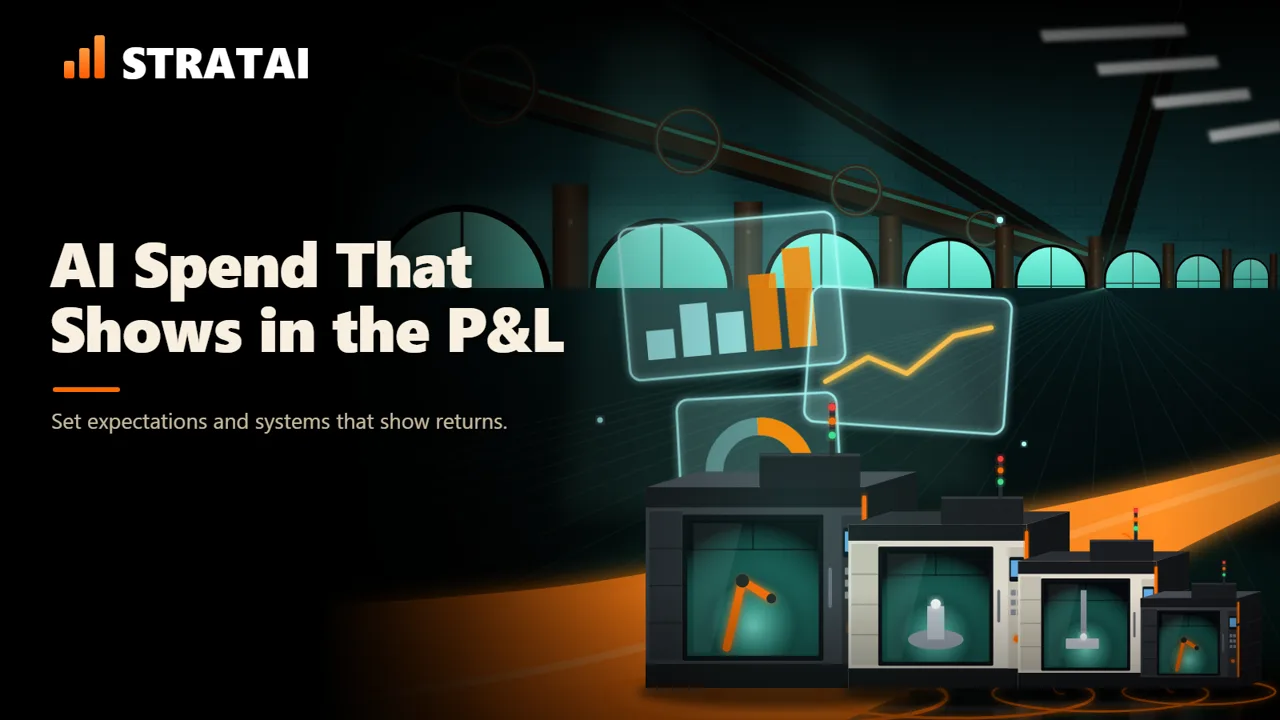 STRATAI
AI Spend That
Shows in the P&L
Set expectations and systems that show returns.